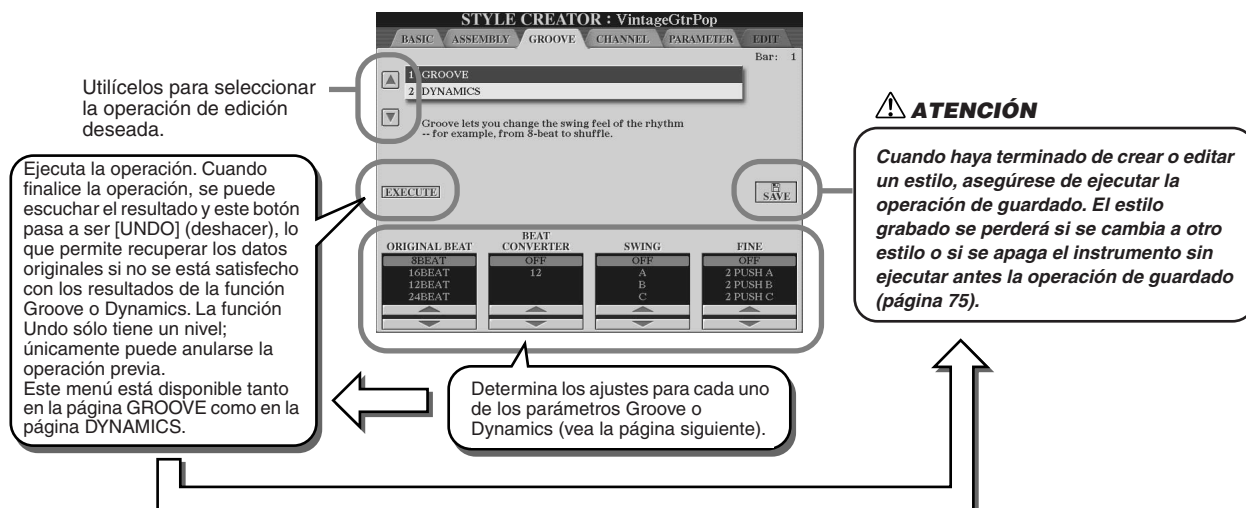 STYLE CREATOR : VintageGtrPop
BASIC ASSEMBLY GROOVE CHANNEL PARAMETER EDIT
Bar: 1
1 GROOVE
2 DYNAMICS
Groove lets you change the swing feel of the rhythm
-- for example, from 8-beat to shuffle.
EXECUTE
SAVE
ORIGINAL BEAT
8BEAT
16BEAT
12BEAT
24BEAT
BEAT
CONVERTER
OFF
12
SWING
OFF
A
B
C
FINE
OFF
2 PUSH A
2 PUSH B
2 PUSH C
Utilícelos para seleccionar
la operación de edición
deseada.
Ejecuta la operación. Cuando
finalice la operación, se puede
escuchar el resultado y este botón
pasa a ser [UNDO] (deshacer), lo
que permite recuperar los datos
originales si no se está satisfecho
con los resultados de la función
Groove o Dynamics. La función
Undo sólo tiene un nivel;
únicamente puede anularse la
operación previa.
Este menú está disponible tanto
en la página GROOVE como en la
página DYNAMICS.
Determina los ajustes para cada uno
de los parámetros Groove o
Dynamics (vea la página siguiente).
ATENCIÓN
Cuando haya terminado de crear o editar
un estilo, asegúrese de ejecutar la
operación de guardado. El estilo
grabado se perderá si se cambia a otro
estilo o si se apaga el instrumento sin
ejecutar antes la operación de guardado
(página 75).